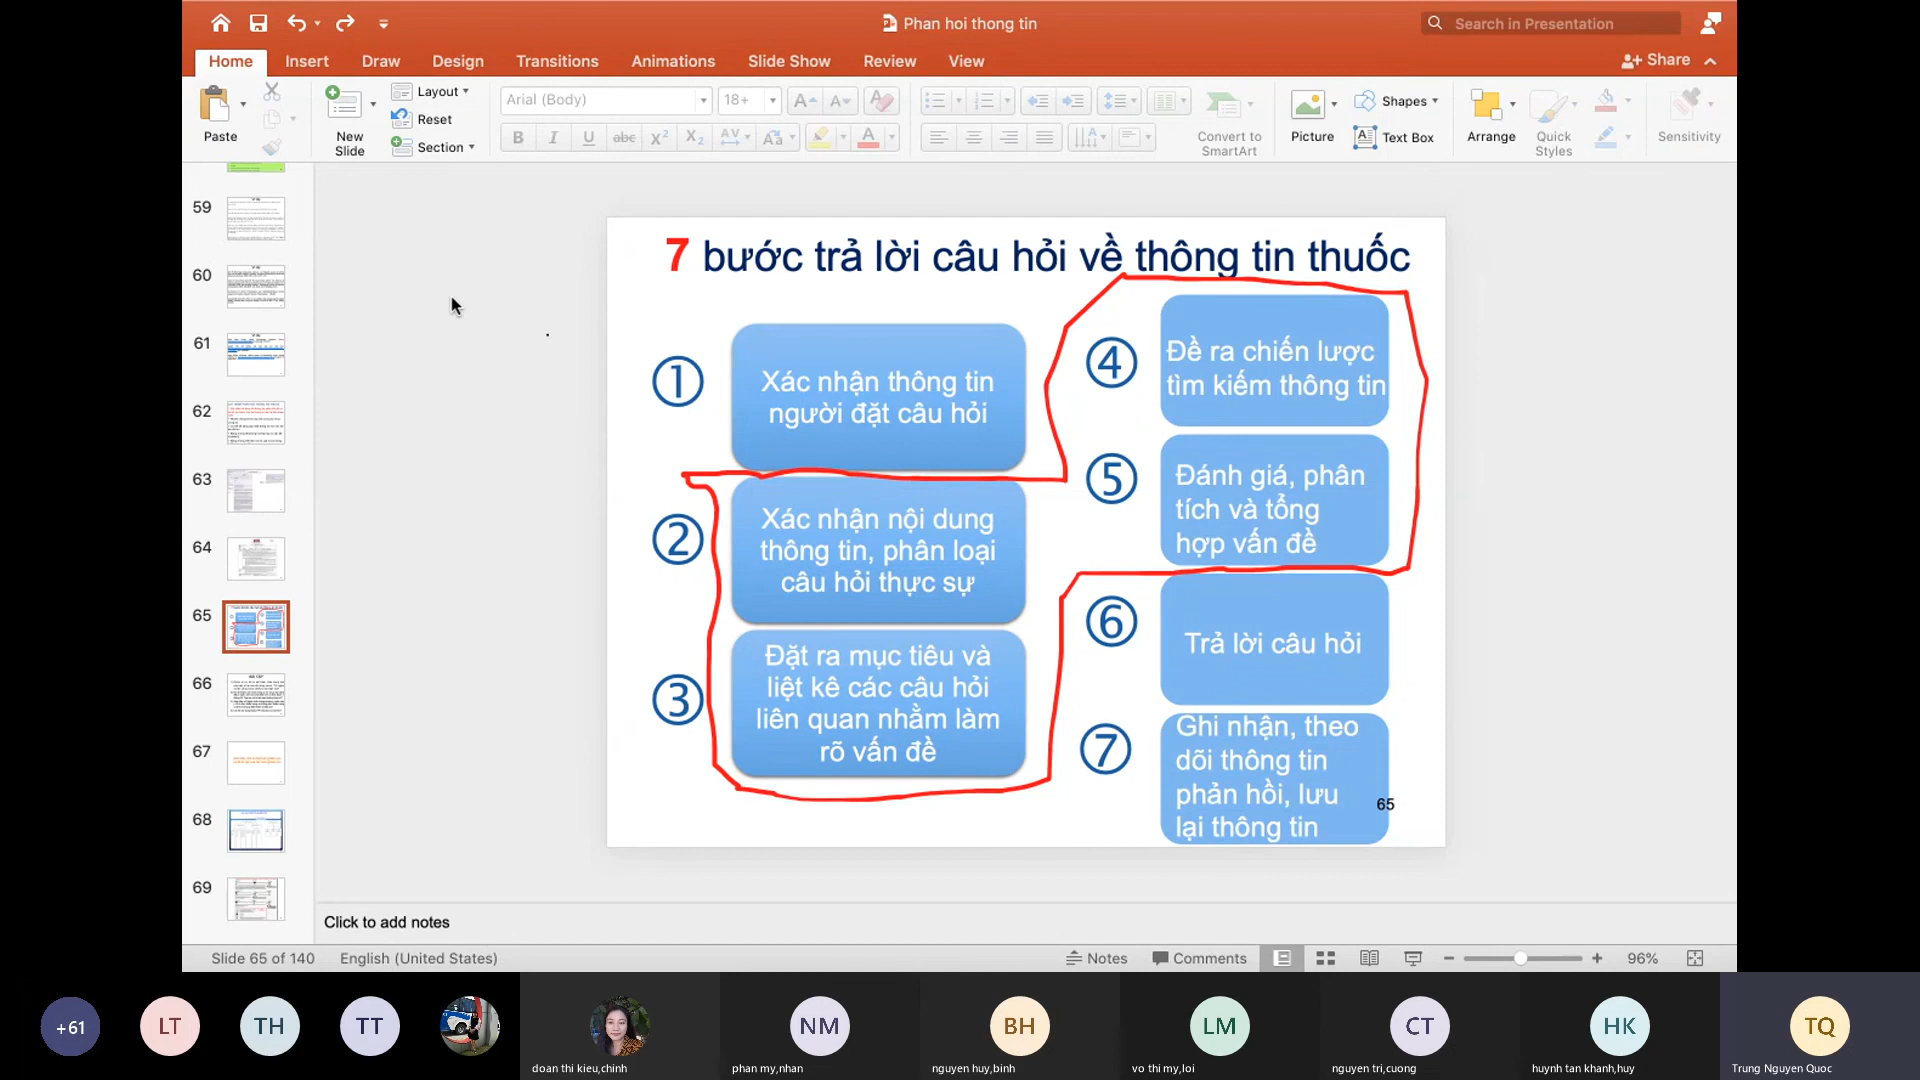 Phan hoi thong tin
Search in Presentation
Home
Insert
Draw
Design
Transitions
Animations
Slide Show
Review
View
Share
Paste
New
Slide
Layout
Reset
Section
Arial (Body)
18+
B
I
U
abc
X²
X₂
AV
Aa
A
Convert to
SmartArt
Picture
Shapes
Text Box
Arrange
Quick
Styles
Sensitivity
59
60
61
62
63
64
65
66
67
68
69
7 bước trả lời câu hỏi về thông tin thuốc
①
Xác nhận thông tin
người đặt câu hỏi
②
Xác nhận nội dung
thông tin, phân loại
câu hỏi thực sự
③
Đặt ra mục tiêu và
liệt kê các câu hỏi
liên quan nhằm làm
rõ vấn đề
④
Đề ra chiến lược
tìm kiếm thông tin
⑤
Đánh giá, phân
tích và tổng
hợp vấn đề
⑥
Trả lời câu hỏi
⑦
Ghi nhận, theo
dõi thông tin
phản hồi, lưu
lại thông tin
65
Click to add notes
Slide 65 of 140
English (United States)
Notes
Comments
96%
+61
LT
TH
TT
NM
BH
LM
CT
HK
TQ
doan thi kieu,chinh
phan my,nhan
nguyen huy,binh
vo thi my,loi
nguyen tri,cuong
huynh tan khanh,huy
Trung Nguyen Quoc